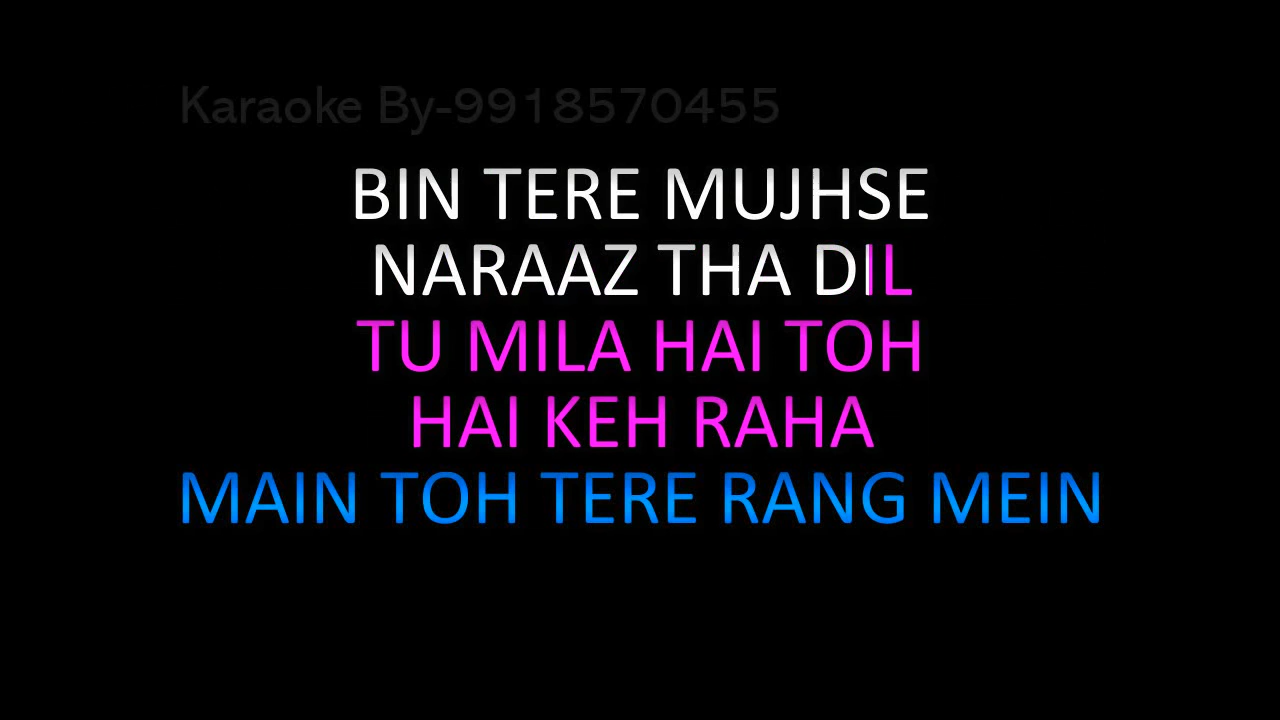 Karaoke By-9918570455
BIN TERE MUJHSE
NARAAZ THA DIL
TU MILA HAI TOH
HAI KEH RAHA
MAIN TOH TERE RANG MEIN